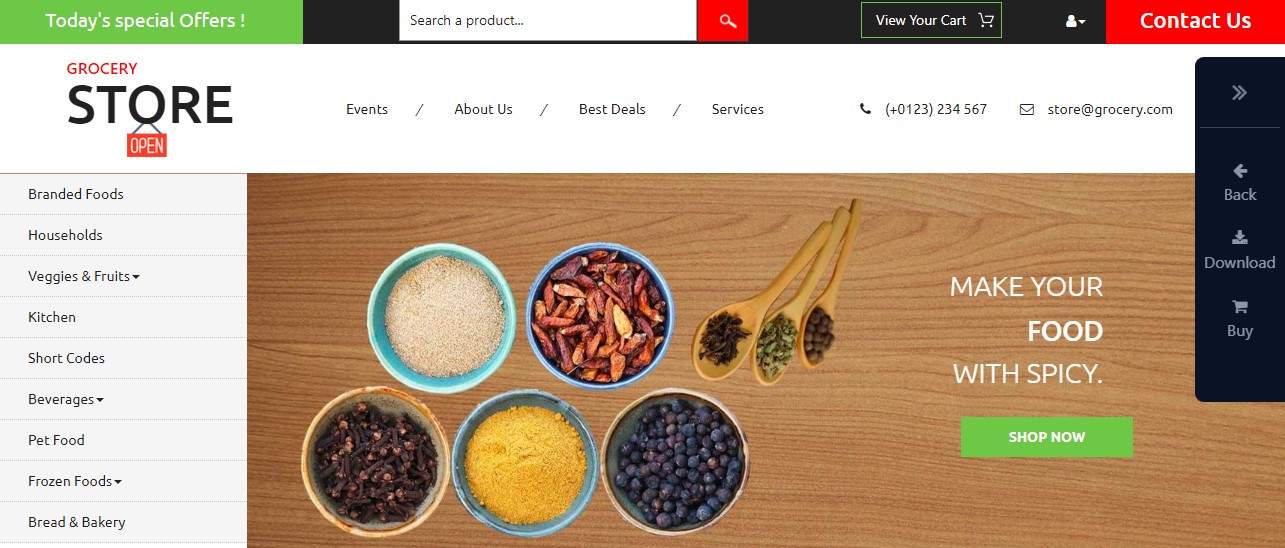 Today's special Offers !
Search a product...
View Your Cart
Contact Us
GROCERY
STORE
OPEN
Events / About Us / Best Deals / Services
(+0123) 234 567
store@grocery.com
Back
Download
Buy
Branded Foods
Households
Veggies & Fruits
Kitchen
Short Codes
Beverages
Pet Food
Frozen Foods
Bread & Bakery
MAKE YOUR
FOOD
WITH SPICY.
SHOP NOW